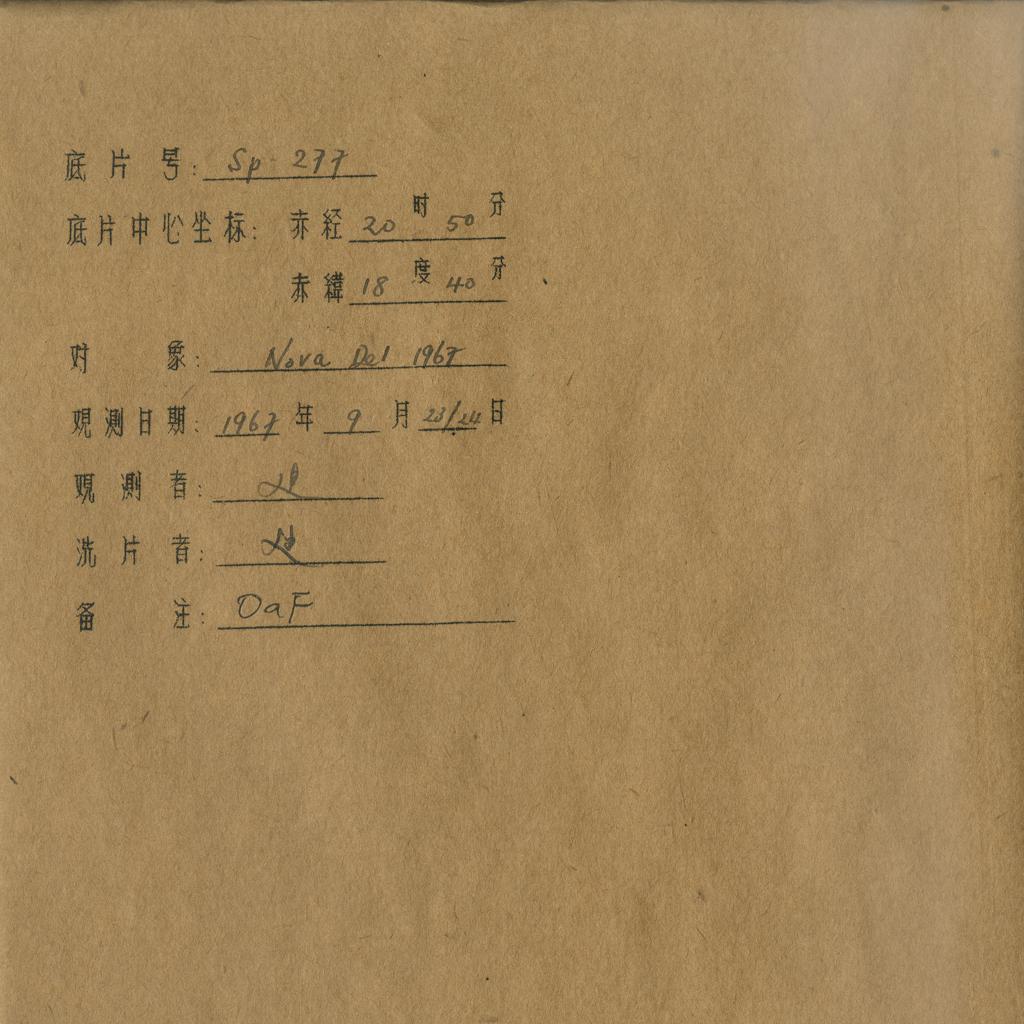 底片号: Sp-277
底片中心坐标: 赤経 20 时 50 分
赤緯 18 度 40 分
对象: Nova Del 1967
观測日期: 1967 年 9 月 23/24 日
观測者:
洗片者:
备注: OaF